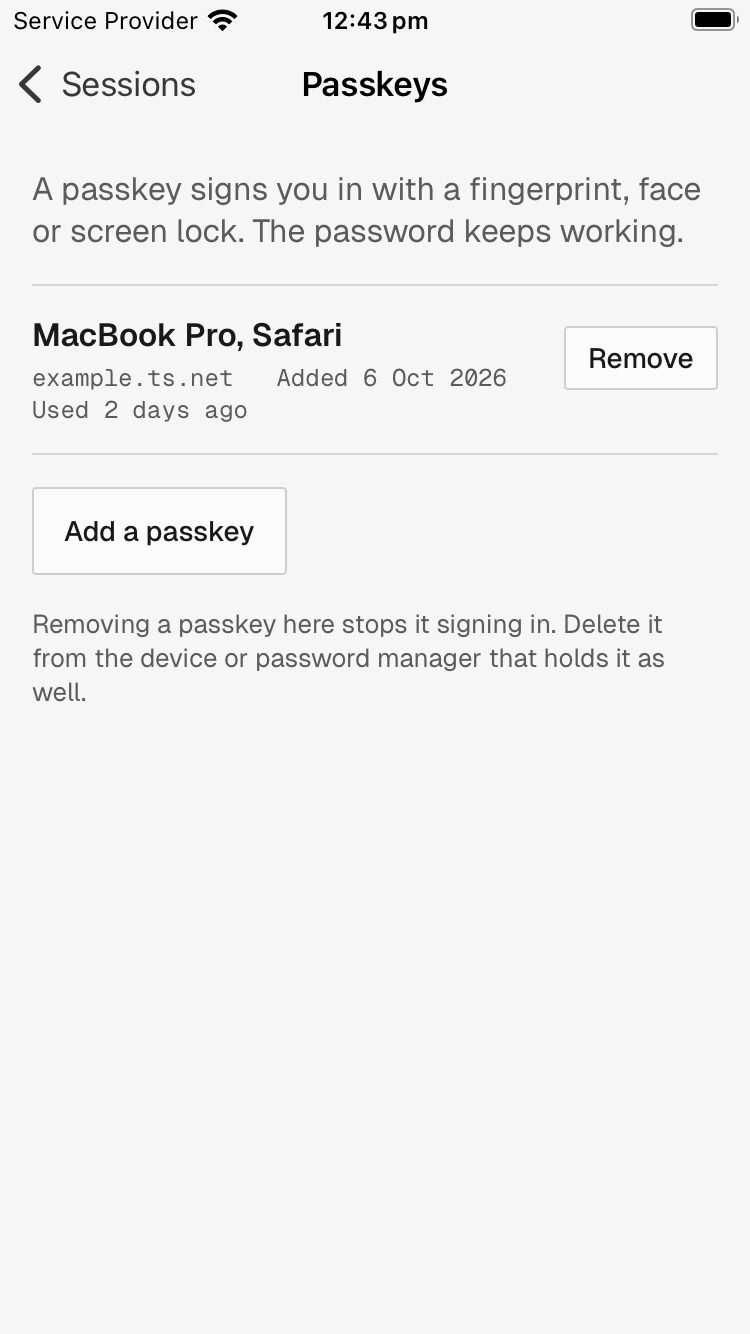 Service Provider 12:43 pm
Sessions Passkeys
A passkey signs you in with a fingerprint, face
or screen lock. The password keeps working.
MacBook Pro, Safari
Remove
example.ts.net Added 6 Oct 2026
Used 2 days ago
Add a passkey
Removing a passkey here stops it signing in. Delete it
from the device or password manager that holds it as
well.